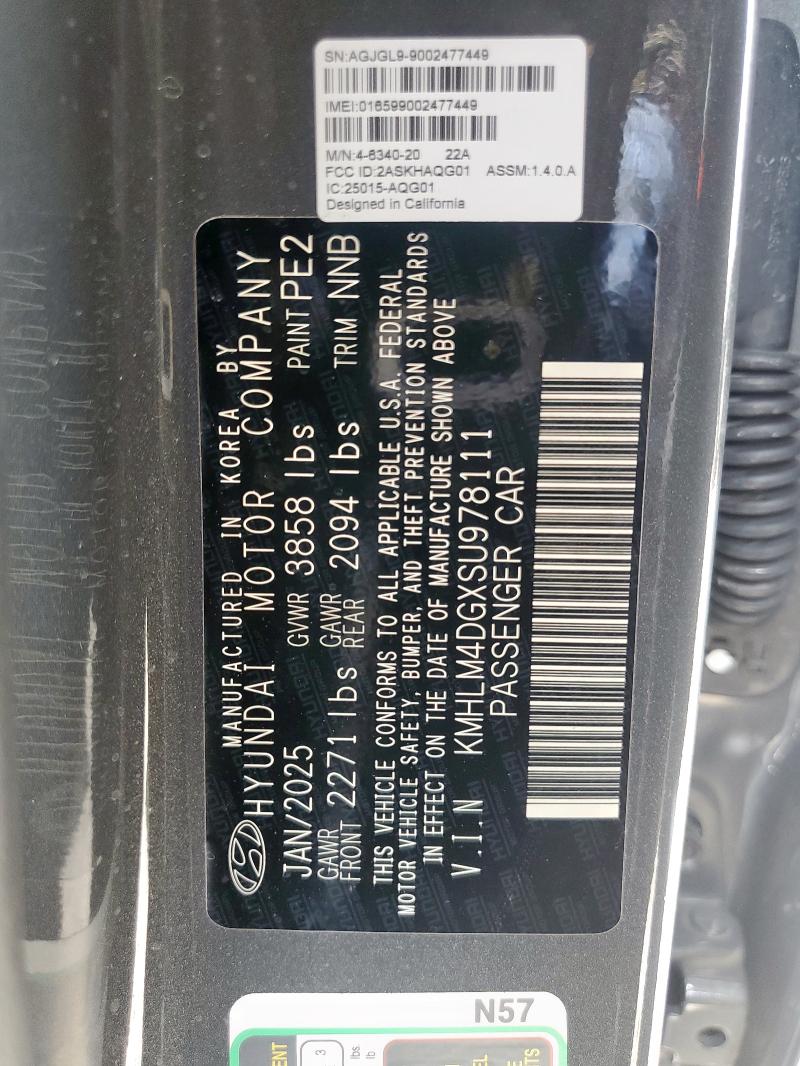 SN:AGJGL9-9002477449
IMEI:016599002477449
M/N:4-6340-20 22A
FCC ID:2ASKHAQG01 ASSM:1.4.0.A
IC:25015-AQG01
Designed in California
MANUFACTURED IN KOREA BY
HYUNDAI MOTOR COMPANY
JAN/2025 GVWR 3858 lbs PAINT PE2
GAWR FRONT 2271 lbs GAWR REAR 2094 lbs TRIM NNB
THIS VEHICLE CONFORMS TO ALL APPLICABLE U.S.A. FEDERAL
MOTOR VEHICLE SAFETY, BUMPER, AND THEFT PREVENTION STANDARDS
IN EFFECT ON THE DATE OF MANUFACTURE SHOWN ABOVE
V.I.N KMHLM4DGXSU978111
PASSENGER CAR
N57
3
lbs.
lb